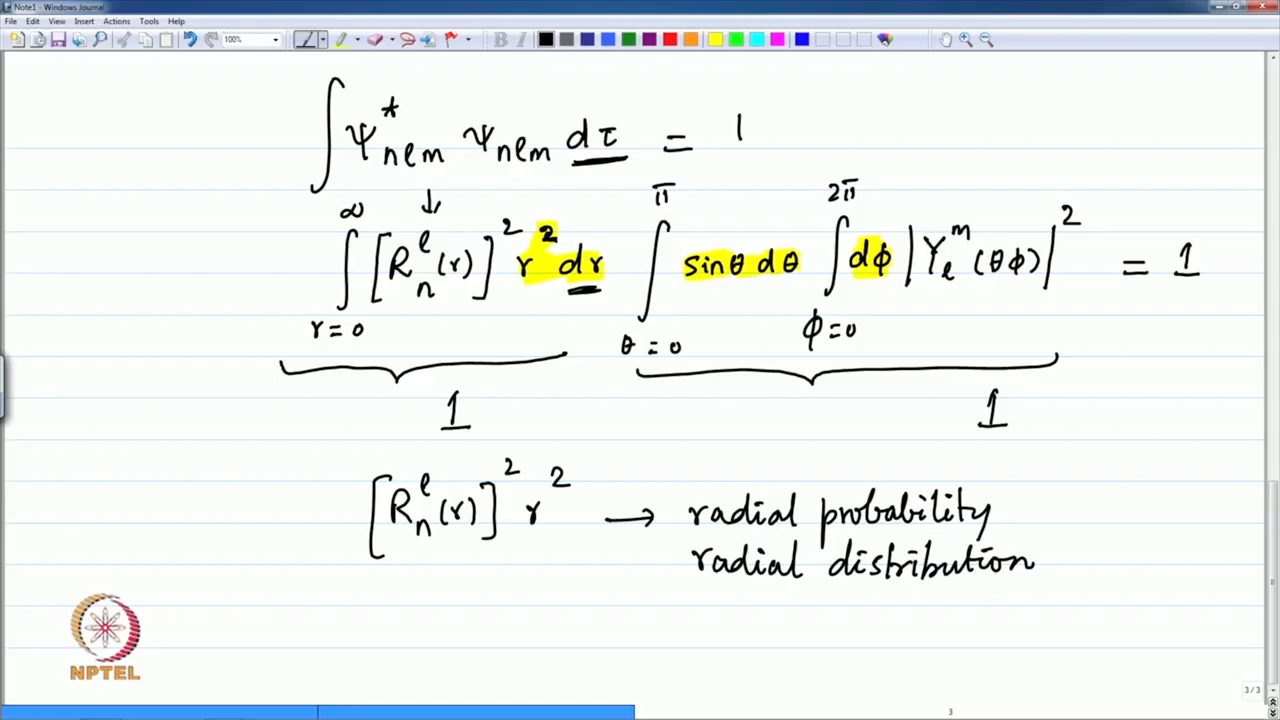 Note1 - Windows Journal
File Edit View Insert Actions Tools Help
100%
∫ ψ*nlm ψnlm dτ = 1
∞ ↓ π 2π
∫ [Rnˡ(r)]² r² dr ∫ sinθ dθ ∫ dφ |Yₗᵐ(θφ)|² = 1
r=0 θ=0 φ=0
1 1
[Rnˡ(r)]² r² → radial probability
radial distribution
NPTEL
3/3
3